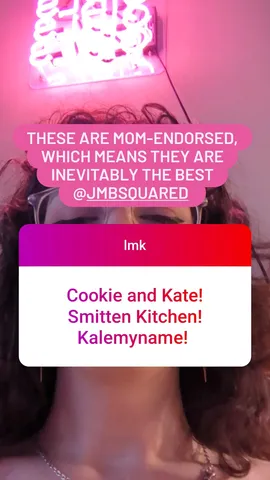 THESE ARE MOM-ENDORSED,
WHICH MEANS THEY ARE
INEVITABLY THE BEST
@JMBSQUARED
lmk
Cookie and Kate!
Smitten Kitchen!
Kalemyname!